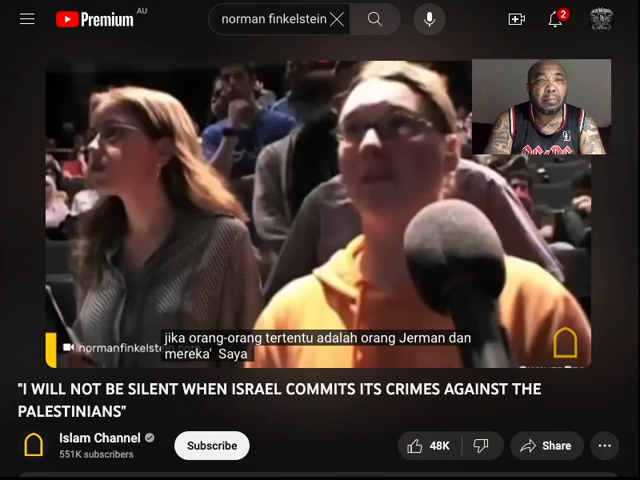 Premium AU
norman finkelstein
2
jika orang-orang tertentu adalah orang Jerman dan
mereka' Saya
"I WILL NOT BE SILENT WHEN ISRAEL COMMITS ITS CRIMES AGAINST THE
PALESTINIANS"
Islam Channel
551K subscribers
Subscribe
48K
Share